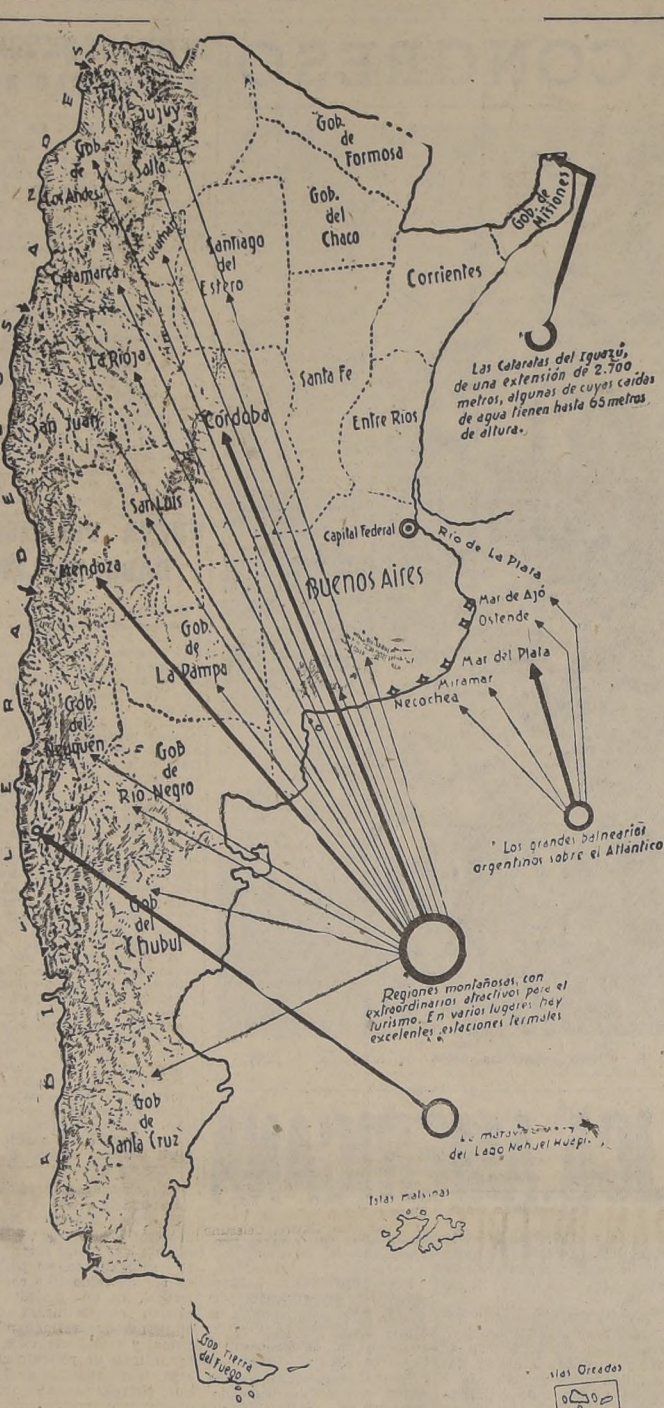 Jujuy
Gob.
de
Los Andes
Salta
Tucuman
Catamarca
Santiago
del
Estero
Gob.
de
Formosa
Gob.
del
Chaco
Gob. de
Misiones
Corrientes
La Rioja
San Juan
Cordoba
Santa Fe
Entre Rios
Las Cataratas del Iguazú,
de una extensión de 2.700
metros, algunas de cuyas caídas
de agua tienen hasta 65 metros
de altura.
San Luis
Mendoza
Capital Federal
Rio de La Plata
BUENOS AIRES
Mar de Ajó
Ostende
Mar del Plata
Miramar
Necochea
Gob.
de
La Pampa
Gob.
del
Neuquén
Gob
de
Rio Negro
Los grandes balnearios
argentinos sobre el Atlántico
Gob
del
Chubut
Regiones montañosas, con
extraordinarios atractivos para el
turismo. En varios lugares hay
excelentes estaciones termales
Gob
de
Santa Cruz
del Lago Nahuel Huapi
Islas Malvinas
Gob Tierra
del Fuego
Islas Orcadas